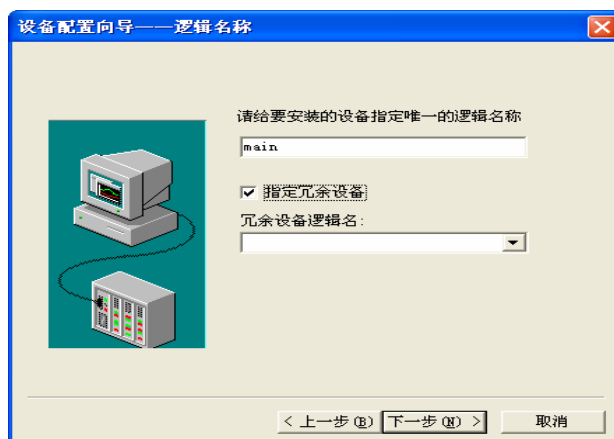 设备配置向导——逻辑名称
请给要安装的设备指定唯一的逻辑名称
main
指定冗余设备
冗余设备逻辑名:
< 上一步(B) 下一步(N) > 取消